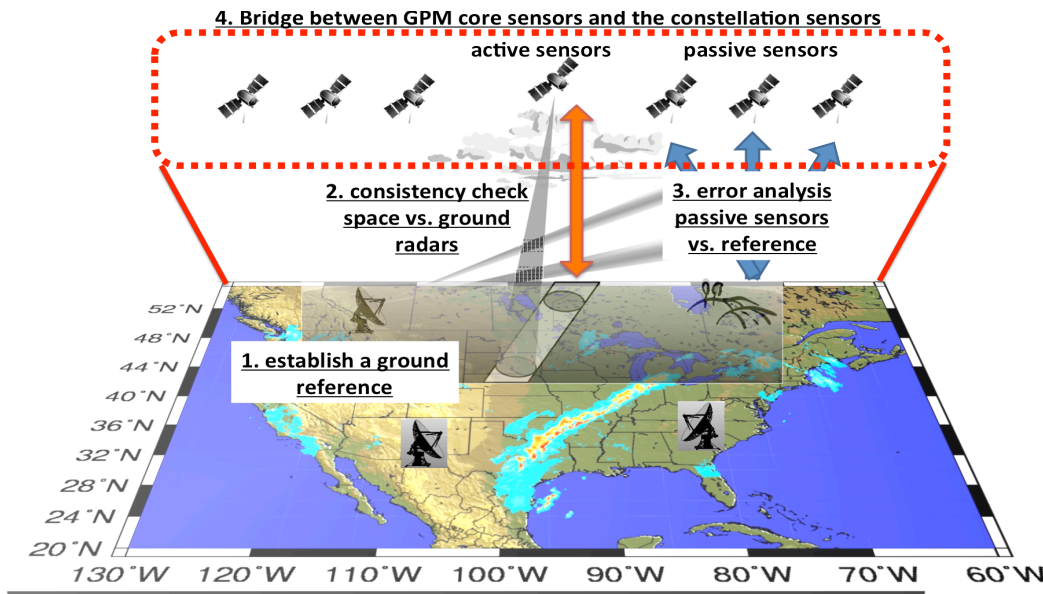 4. Bridge between GPM core sensors and the constellation sensors
active sensors
passive sensors
2. consistency check
space vs. ground
radars
3. error analysis
passive sensors
vs. reference
1. establish a ground
reference
52°N
48°N
44°N
40°N
36°N
32°N
28°N
24°N
20°N
130°W 120°W 110°W 100°W 90°W 80°W 70°W 60°W